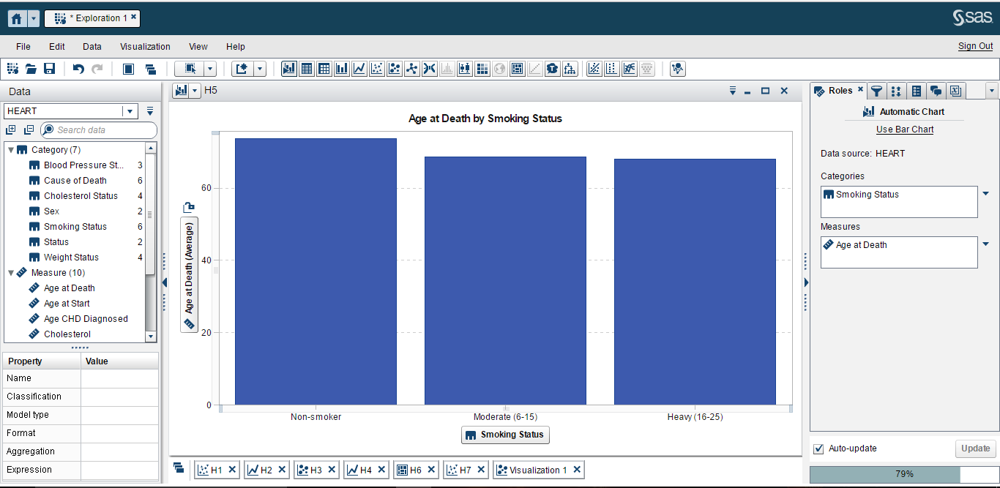 * Exploration 1
sas
File Edit Data Visualization View Help
Sign Out
Data
HEART
Search data
Category (7)
Blood Pressure St... 3
Cause of Death 6
Cholesterol Status 4
Sex 2
Smoking Status 6
Status 2
Weight Status 4
Measure (10)
Age at Death
Age at Start
Age CHD Diagnosed
Cholesterol
Property Value
Name
Classification
Model type
Format
Aggregation
Expression
H5
Age at Death by Smoking Status
Age at Death (Average)
60
40
20
0
Non-smoker Moderate (6-15) Heavy (16-25)
Smoking Status
H1 H2 H3 H4 H6 H7 Visualization 1
Roles
Automatic Chart
Use Bar Chart
Data source: HEART
Categories
Smoking Status
Measures
Age at Death
Auto-update
Update
79%